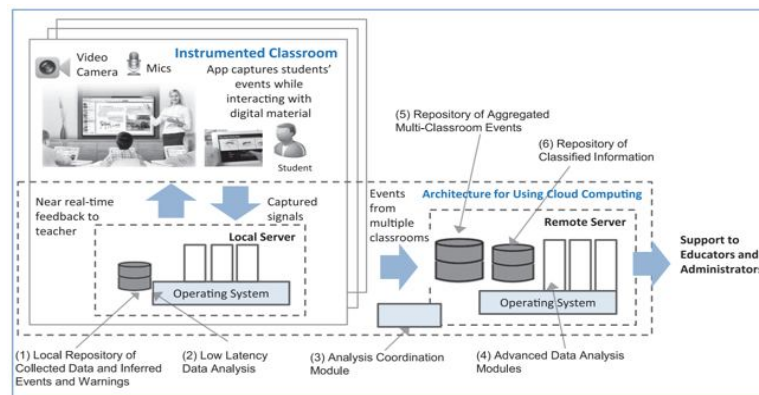 Instrumented Classroom
Video
Camera
Mics
App captures students'
events while
interacting with
digital material
Student
(5) Repository of Aggregated
Multi-Classroom Events
(6) Repository of
Classified Information
Near real-time
feedback to
teacher
Captured
signals
Events
from
multiple
classrooms
Architecture for Using Cloud Computing
Local Server
Remote Server
Operating System
Operating System
Support to
Educators and
Administrators
(1) Local Repository of
Collected Data and Inferred
Events and Warnings
(2) Low Latency
Data Analysis
(3) Analysis Coordination
Module
(4) Advanced Data Analysis
Modules